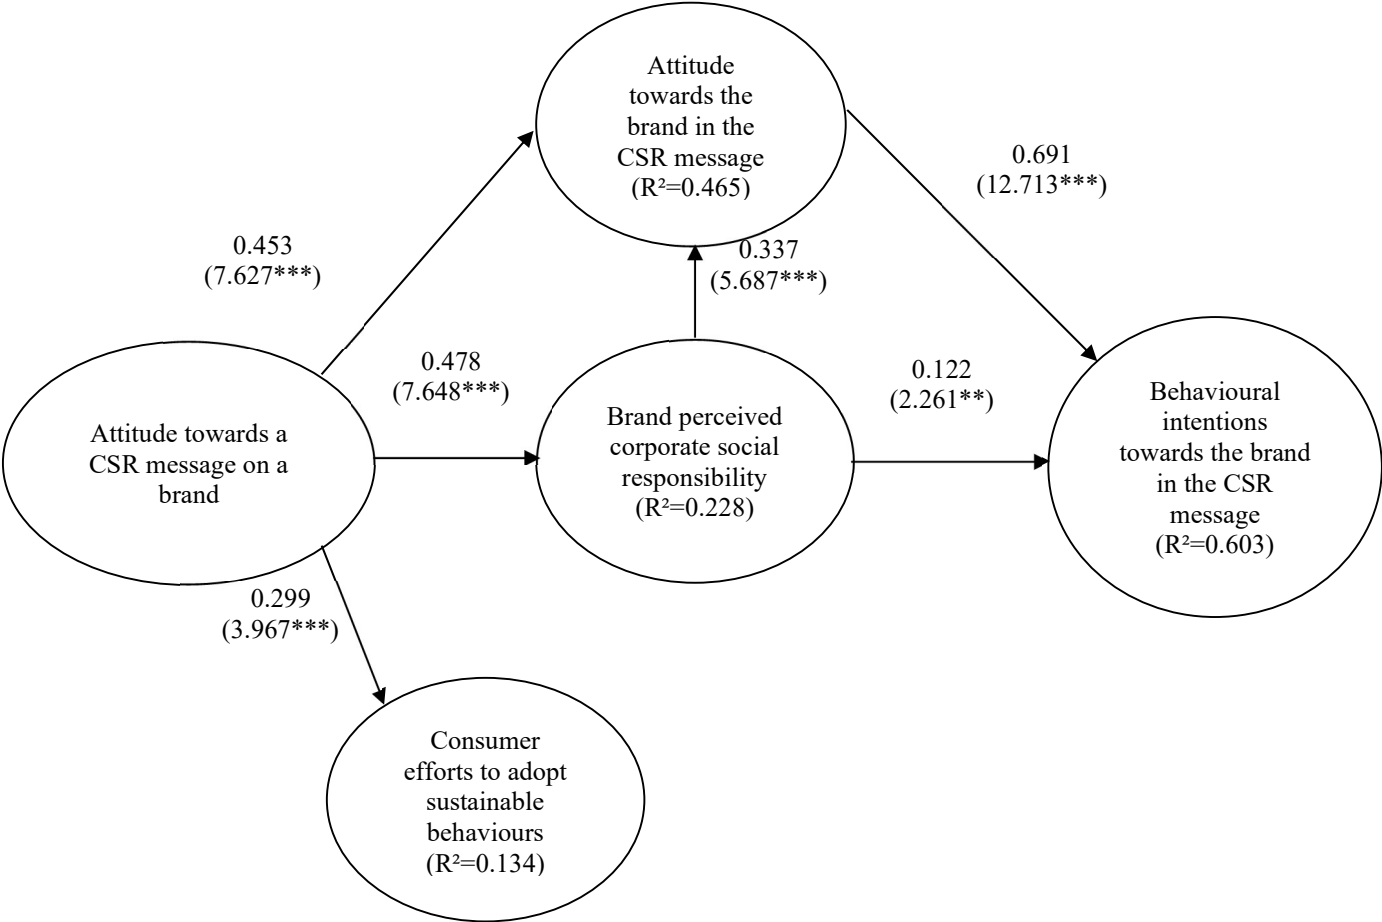 Attitude
towards the
brand in the
CSR message
(R²=0.465)
0.691
(12.713***)
0.453
(7.627***)
0.337
(5.687***)
0.478
(7.648***)
0.122
(2.261**)
Attitude towards a
CSR message on a
brand
Brand perceived
corporate social
responsibility
(R²=0.228)
Behavioural
intentions
towards the brand
in the CSR
message
(R²=0.603)
0.299
(3.967***)
Consumer
efforts to adopt
sustainable
behaviours
(R²=0.134)